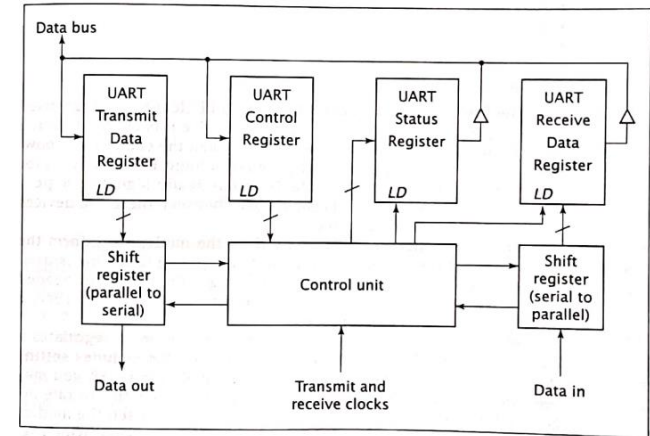 Data bus
UART
Transmit
Data
Register
LD
UART
Control
Register
UART
Status
Register
LD
UART
Receive
Data
Register
LD
Shift
register
(parallel to
serial)
Control unit
Shift
register
(serial to
parallel)
Data out
Transmit and
receive clocks
Data in